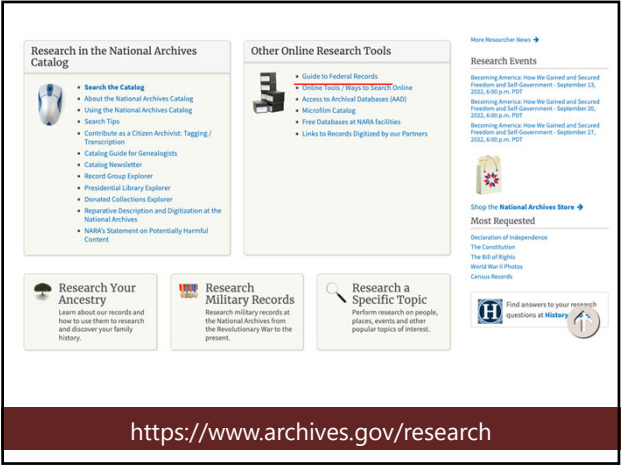 Research in the National Archives
Catalog
Search the Catalog
About the National Archives Catalog
Using the National Archives Catalog
Search Tips
Contribute as a Citizen Archivist: Tagging /
Transcription
Catalog Guide for Genealogists
Catalog Newsletter
Record Group Explorer
Presidential Library Explorer
Donated Collections Explorer
Reparative Description and Digitization at the
National Archives
NARA's Statement on Potentially Harmful
Content
Other Online Research Tools
Guide to Federal Records
Online Tools / Ways to Search Online
Access to Archival Databases (AAD)
Microfilm Catalog
Free Databases at NARA facilities
Links to Records Digitized by our Partners
More Researcher News →
Research Events
Becoming America: How We Gained and Secured
Freedom and Self-Government - September 13,
2022, 6:00 p.m. PDT
Becoming America: How We Gained and Secured
Freedom and Self-Government - September 20,
2022, 6:00 p.m. PDT
Becoming America: How We Gained and Secured
Freedom and Self-Government - September 27,
2022, 6:00 p.m. PDT
Shop the National Archives Store →
Most Requested
Declaration of Independence
The Constitution
The Bill of Rights
World War II Photos
Census Records
Research Your
Ancestry
Learn about our records and
how to use them to research
and discover your family
history.
Research
Military Records
Research military records at
the National Archives from
the Revolutionary War to the
present.
Research a
Specific Topic
Perform research on people,
places, events and other
popular topics of interest.
H
Find answers to your research
questions at History
https://www.archives.gov/research